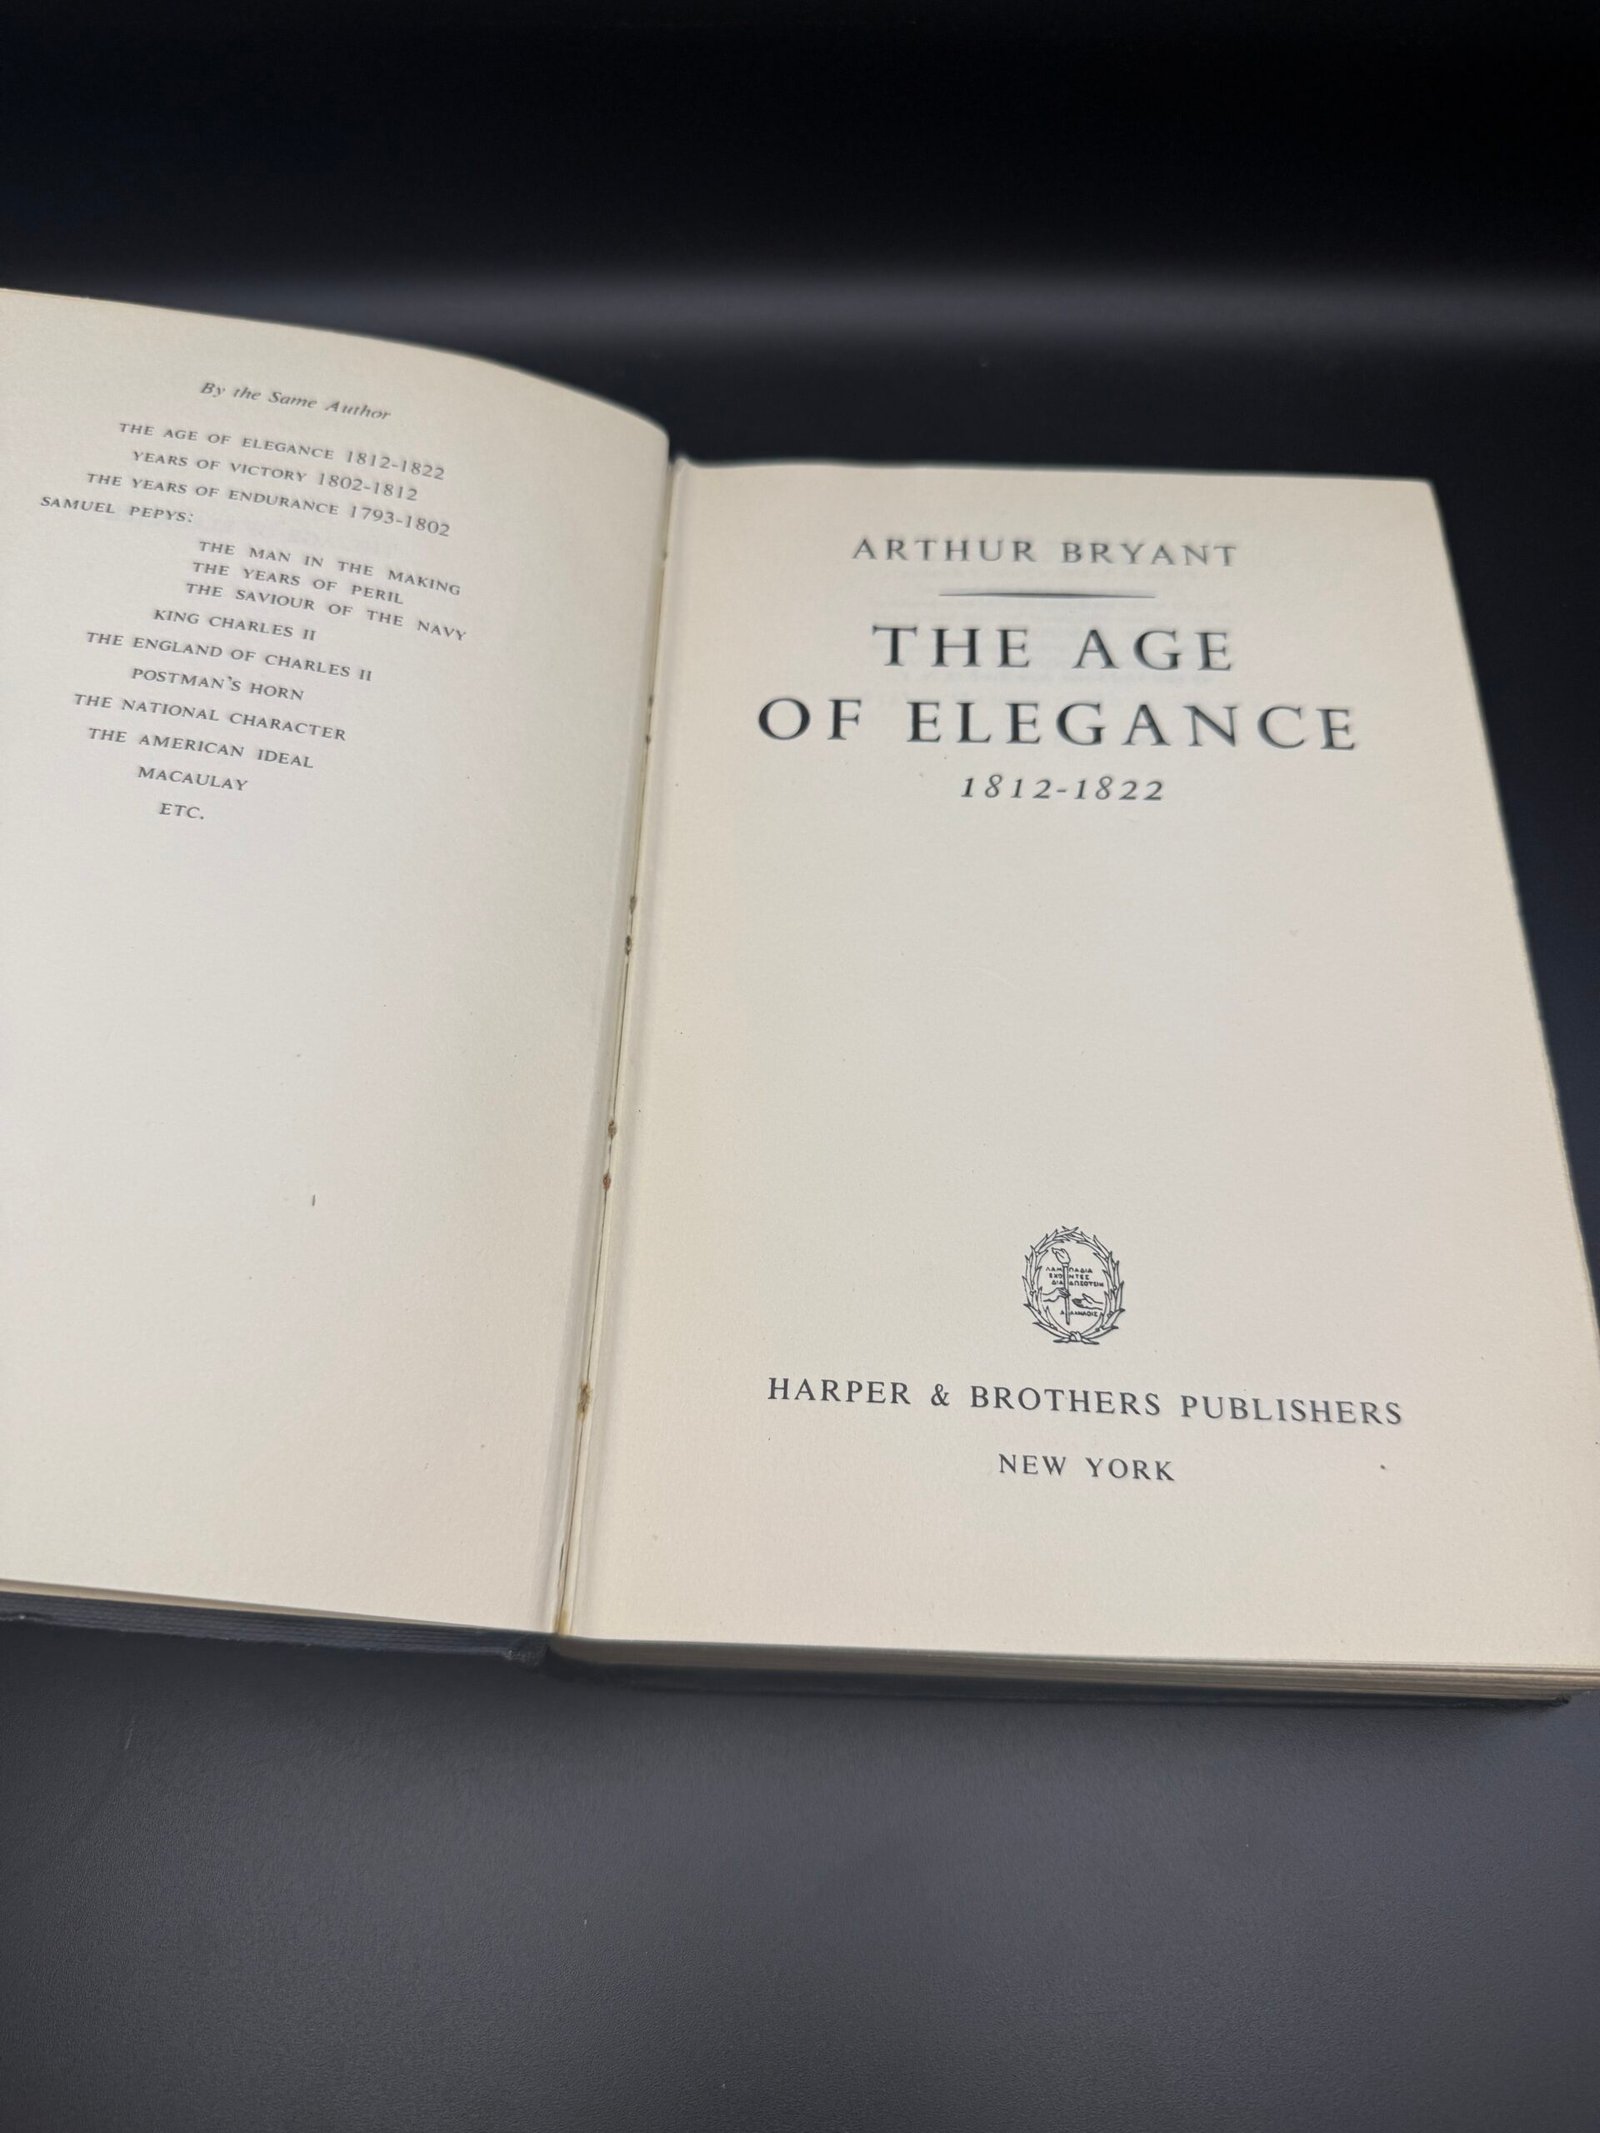 By the Same Author
THE AGE OF ELEGANCE 1812-1822
YEARS OF VICTORY 1802-1812
THE YEARS OF ENDURANCE 1793-1802
SAMUEL PEPYS:
THE MAN IN THE MAKING
THE YEARS OF PERIL
THE SAVIOUR OF THE NAVY
KING CHARLES II
THE ENGLAND OF CHARLES II
POSTMAN'S HORN
THE NATIONAL CHARACTER
THE AMERICAN IDEAL
MACAULAY
ETC.
ARTHUR BRYANT
THE AGE
OF ELEGANCE
1812-1822
ΛΑΜΠΑΔΙΑ
ΕΧΟΝΤΕΣ
HARPER & BROTHERS PUBLISHERS
NEW YORK